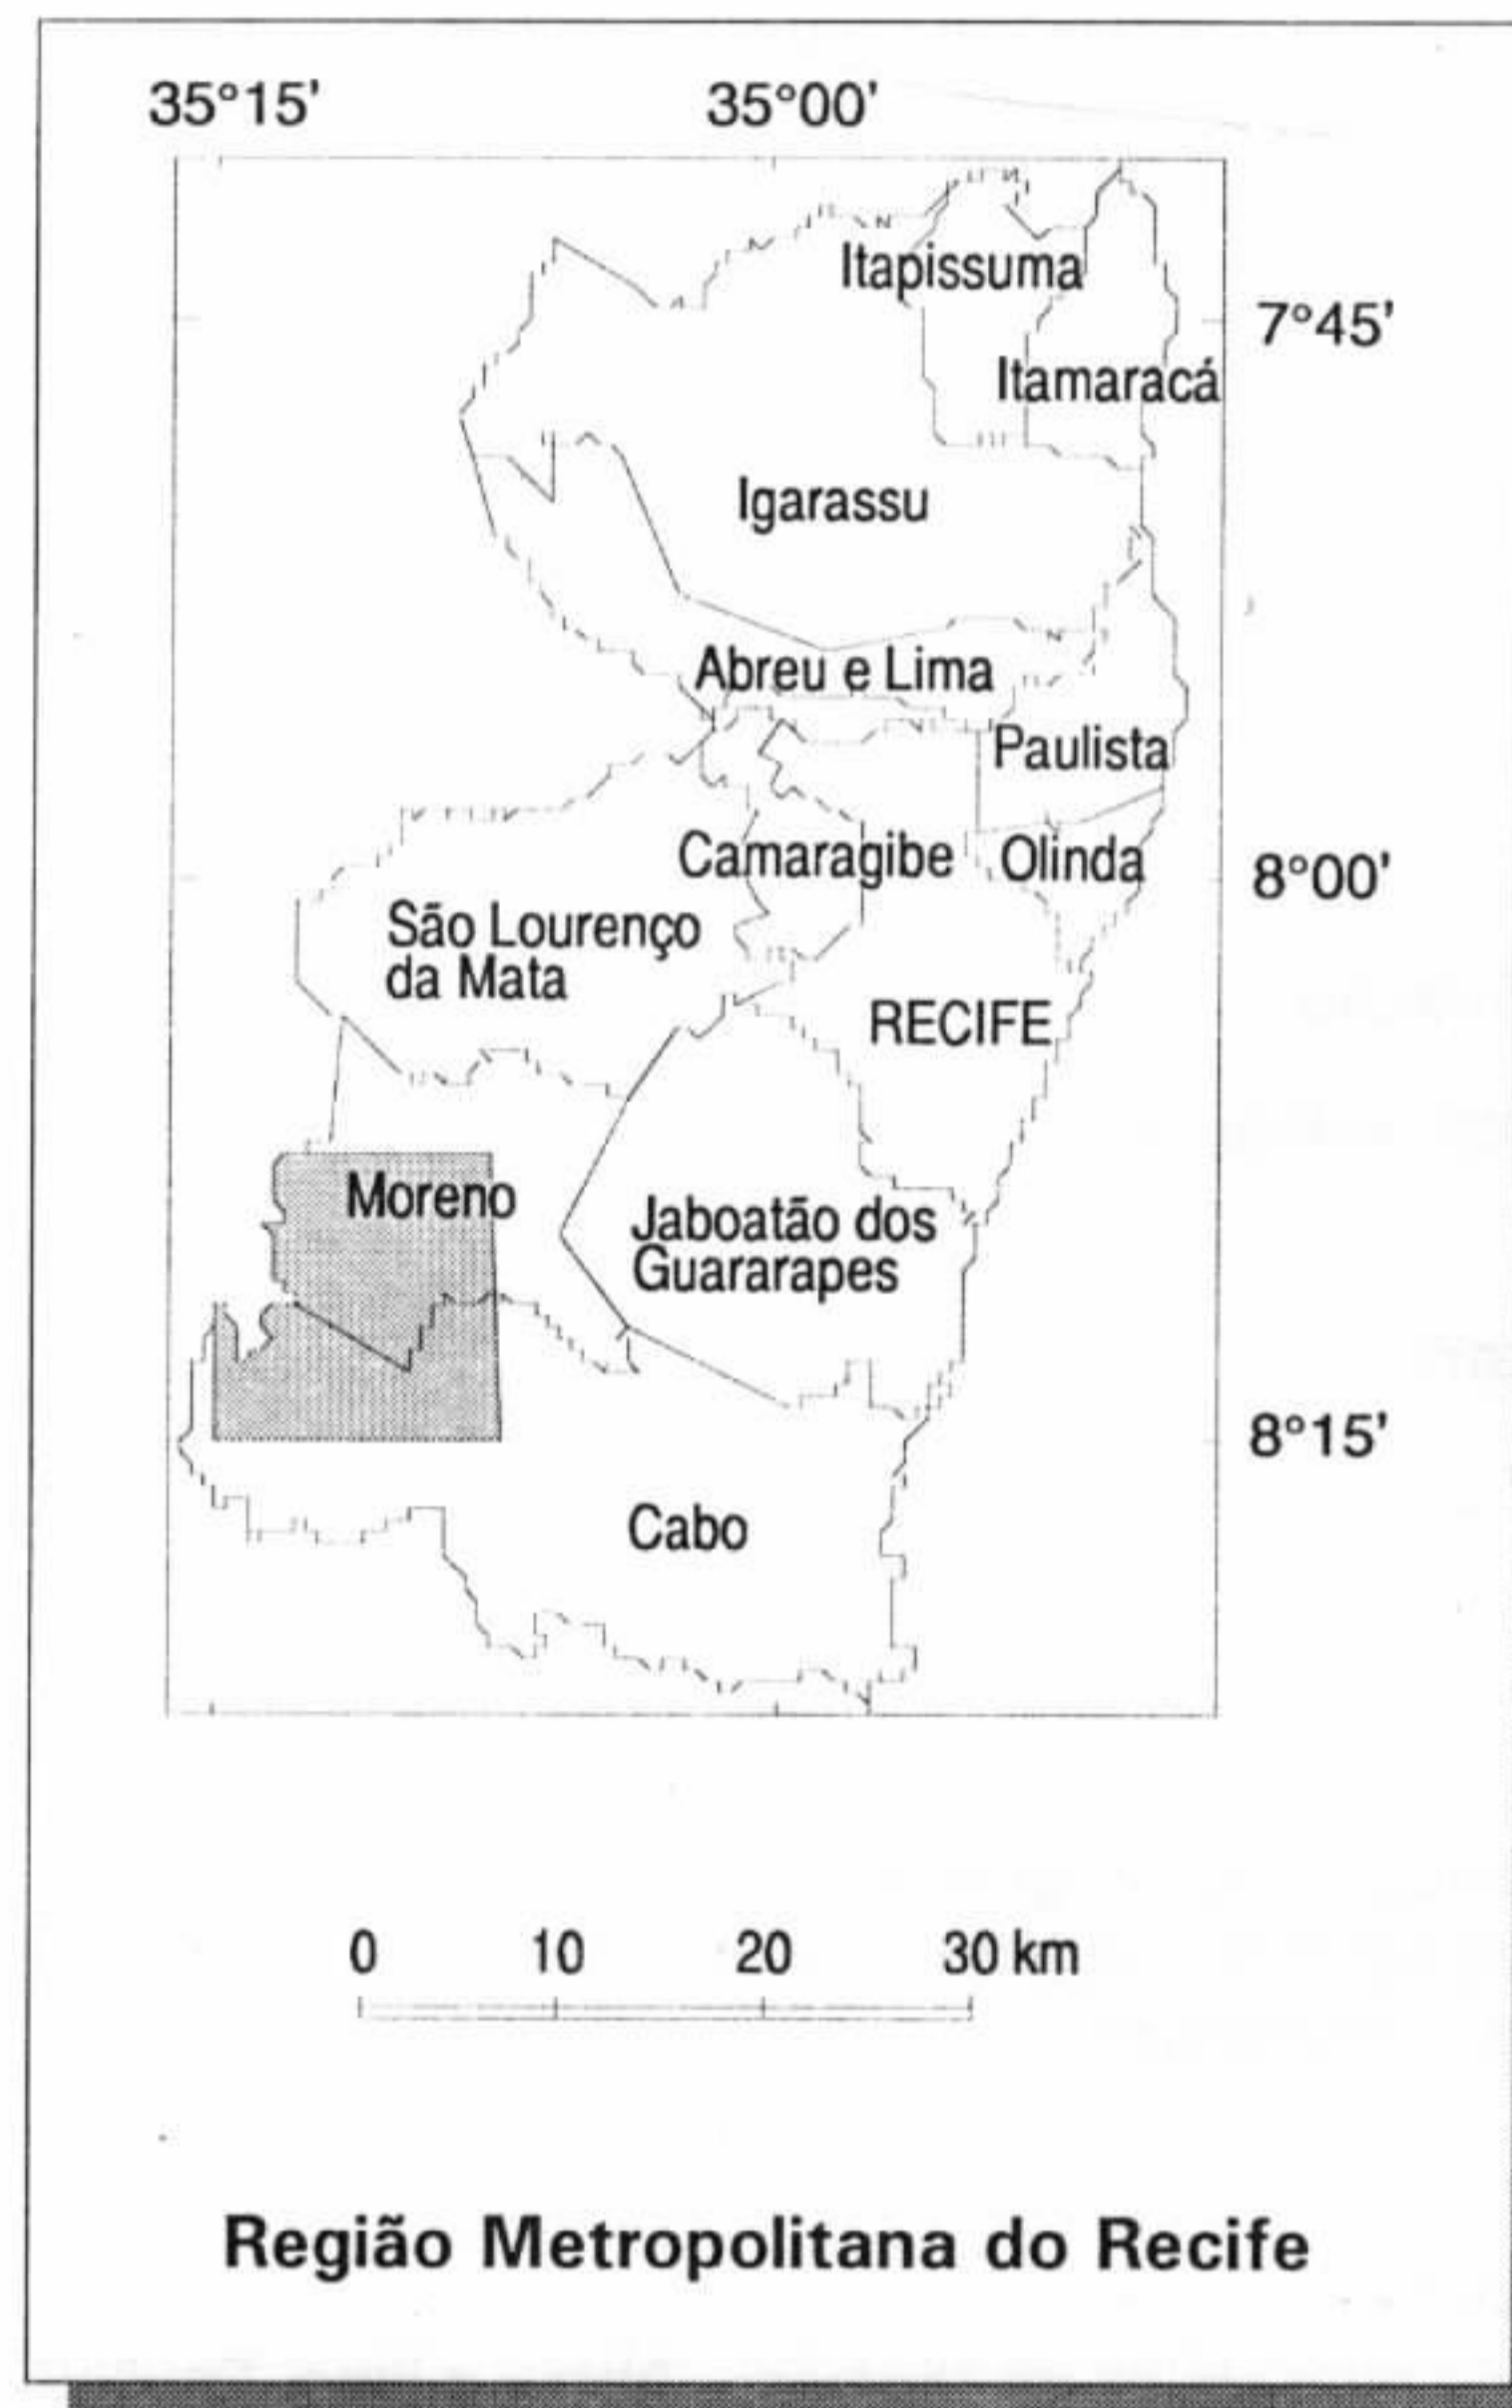 35°15' 35°00'
Itapissuma
7°45'
Itamaracá
Igarassu
Abreu e Lima
Paulista
Camaragibe Olinda 8°00'
São Lourenço
da Mata
RECIFE
Moreno
Jaboatão dos
Guararapes
8°15'
Cabo
0 10 20 30 km
Região Metropolitana do Recife